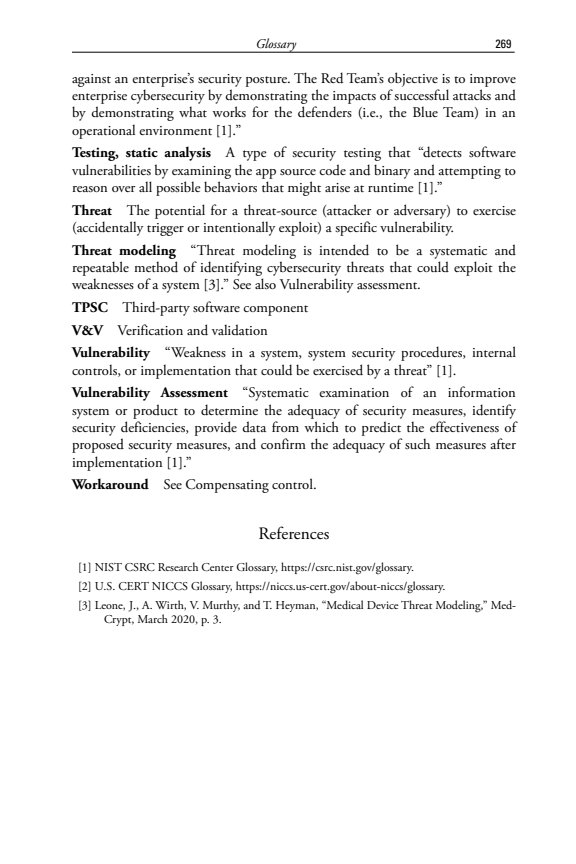 Glossary 269
against an enterprise’s security posture. The Red Team’s objective is to improve
enterprise cybersecurity by demonstrating the impacts of successful attacks and
by demonstrating what works for the defenders (i.e., the Blue Team) in an
operational environment [1].”
Testing, static analysis A type of security testing that “detects software
vulnerabilities by examining the app source code and binary and attempting to
reason over all possible behaviors that might arise at runtime [1].”
Threat The potential for a threat-source (attacker or adversary) to exercise
(accidentally trigger or intentionally exploit) a specific vulnerability.
Threat modeling “Threat modeling is intended to be a systematic and
repeatable method of identifying cybersecurity threats that could exploit the
weaknesses of a system [3].” See also Vulnerability assessment.
TPSC Third-party software component
V&V Verification and validation
Vulnerability “Weakness in a system, system security procedures, internal
controls, or implementation that could be exercised by a threat” [1].
Vulnerability Assessment “Systematic examination of an information
system or product to determine the adequacy of security measures, identify
security deficiencies, provide data from which to predict the effectiveness of
proposed security measures, and confirm the adequacy of such measures after
implementation [1].”
Workaround See Compensating control.
References
[1] NIST CSRC Research Center Glossary, https://csrc.nist.gov/glossary.
[2] U.S. CERT NICCS Glossary, https://niccs.us-cert.gov/about-niccs/glossary.
[3] Leone, J., A. Wirth, V. Murthy, and T. Heyman, “Medical Device Threat Modeling,” Med-
Crypt, March 2020, p. 3.